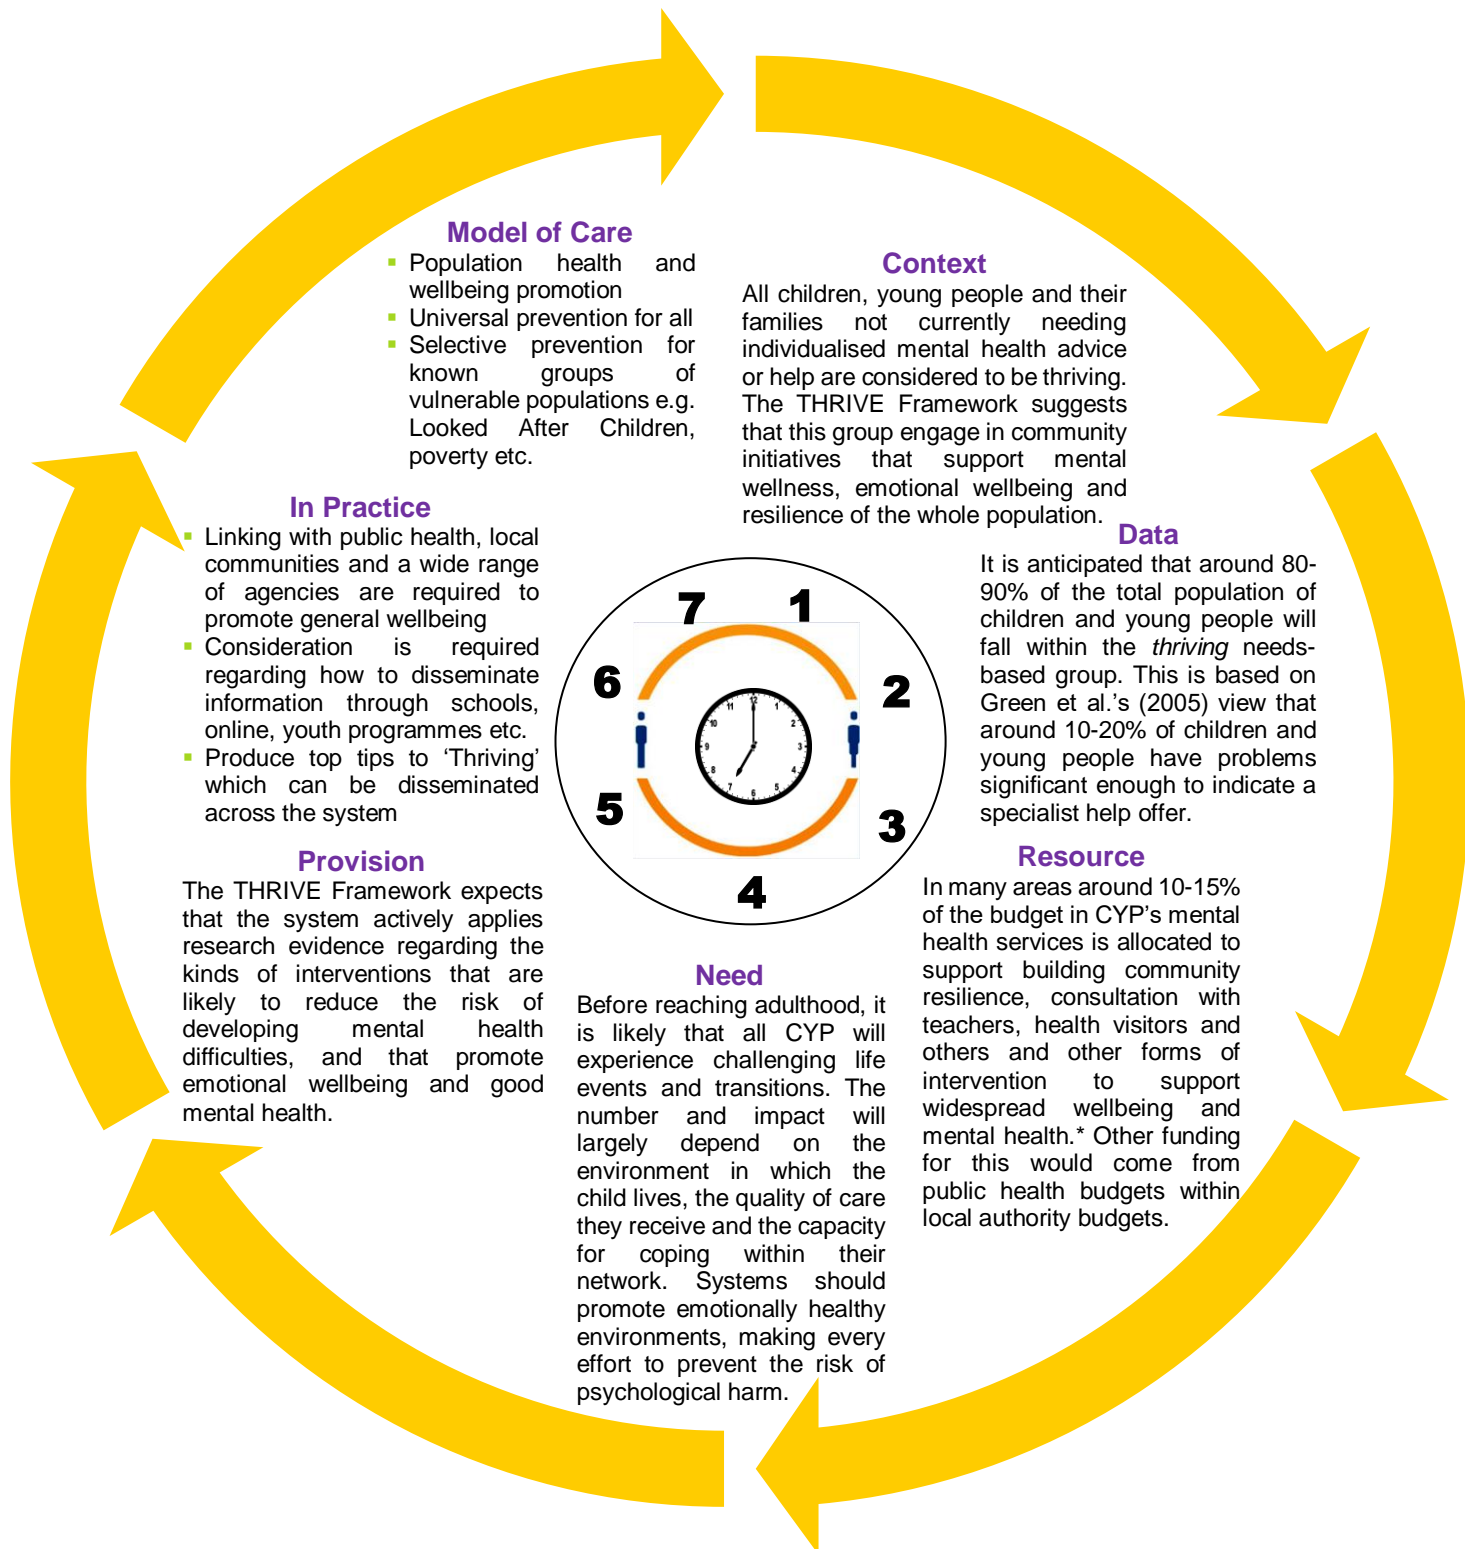 Model of Care
▪ Population health and
wellbeing promotion
▪ Universal prevention for all
▪ Selective prevention for
known groups of
vulnerable populations e.g.
Looked After Children,
poverty etc.
Context
All children, young people and their
families not currently needing
individualised mental health advice
or help are considered to be thriving.
The THRIVE Framework suggests
that this group engage in community
initiatives that support mental
wellness, emotional wellbeing and
resilience of the whole population.
In Practice
▪ Linking with public health, local
communities and a wide range
of agencies are required to
promote general wellbeing
▪ Consideration is required
regarding how to disseminate
information through schools,
online, youth programmes etc.
▪ Produce top tips to ‘Thriving’
which can be disseminated
across the system
7 1
6 2
5 3
4
12
1
2
3
4
5
6
7
8
9
10
11
Data
It is anticipated that around 80-
90% of the total population of
children and young people will
fall within the thriving needs-
based group. This is based on
Green et al.’s (2005) view that
around 10-20% of children and
young people have problems
significant enough to indicate a
specialist help offer.
Provision
The THRIVE Framework expects
that the system actively applies
research evidence regarding the
kinds of interventions that are
likely to reduce the risk of
developing mental health
difficulties, and that promote
emotional wellbeing and good
mental health.
Need
Before reaching adulthood, it
is likely that all CYP will
experience challenging life
events and transitions. The
number and impact will
largely depend on the
environment in which the
child lives, the quality of care
they receive and the capacity
for coping within their
network. Systems should
promote emotionally healthy
environments, making every
effort to prevent the risk of
psychological harm.
Resource
In many areas around 10-15%
of the budget in CYP’s mental
health services is allocated to
support building community
resilience, consultation with
teachers, health visitors and
others and other forms of
intervention to support
widespread wellbeing and
mental health.* Other funding
for this would come from
public health budgets within
local authority budgets.